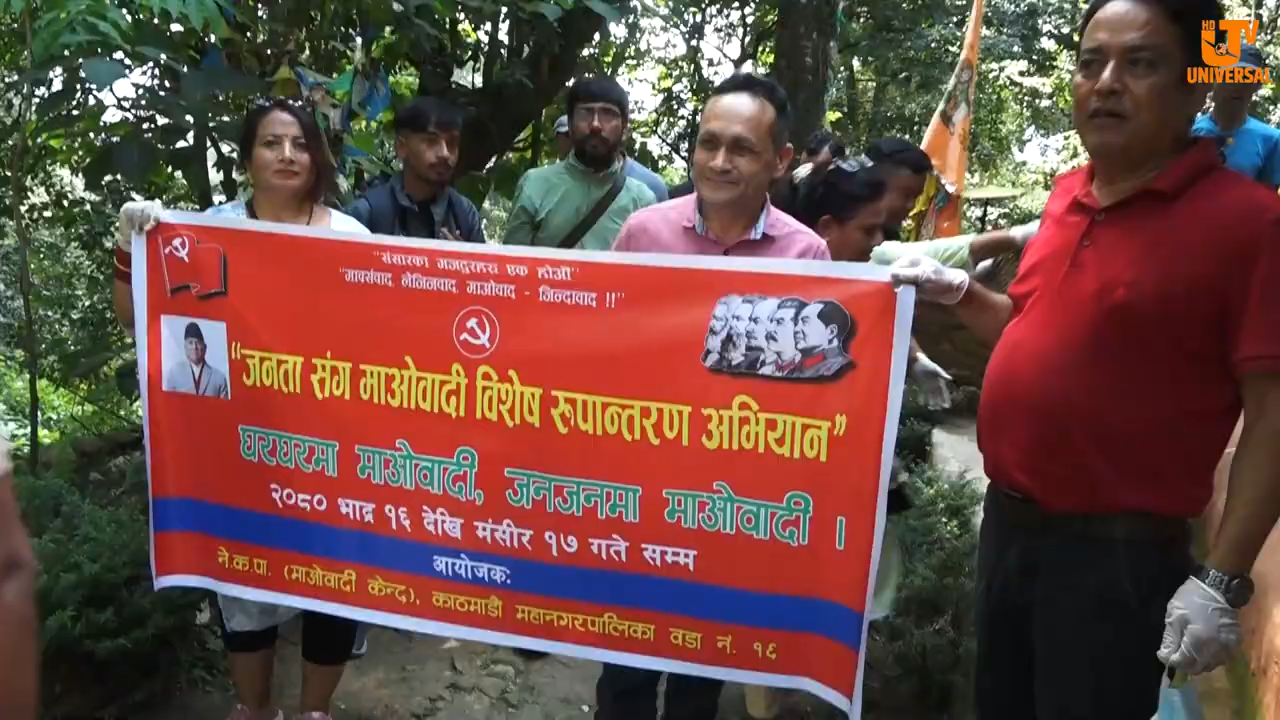 HD
UTV
UNIVERSAL
"संसारका मजदुरहरु एक होऔं"
"मार्क्सवाद, लेनिनवाद, माओवाद - जिन्दावाद !!"
"जनता संग माओवादी विशेष रुपान्तरण अभियान"
घरघरमा माओवादी, जनजनमा माओवादी ।
२०८० भाद्र १६ देखि मंसीर १७ गते सम्म
आयोजकः
ने.क.पा. (माओवादी केन्द्र), काठमाडौं महानगरपालिका वडा नं. १६